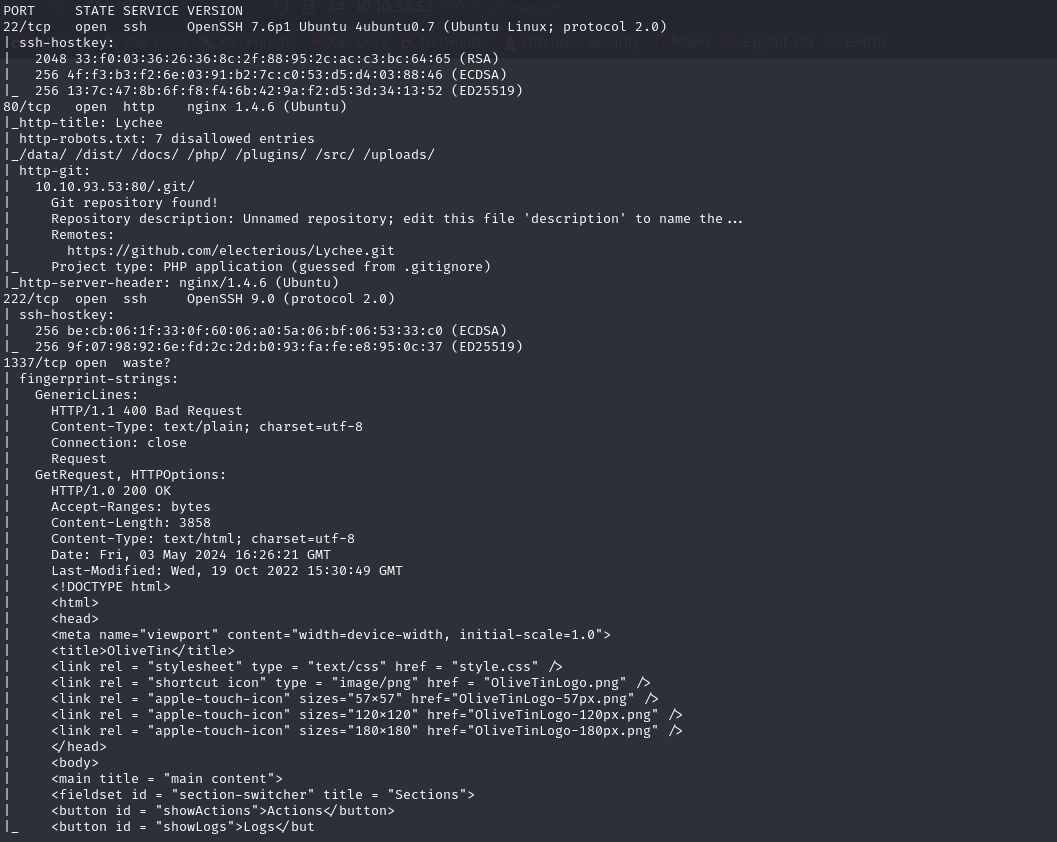 PORT     STATE SERVICE VERSION
22/tcp   open  ssh     OpenSSH 7.6p1 Ubuntu 4ubuntu0.7 (Ubuntu Linux; protocol 2.0)
| ssh-hostkey:
|   2048 33:f0:03:36:26:36:8c:2f:88:95:2c:ac:c3:bc:64:65 (RSA)
|   256 4f:f3:b3:f2:6e:03:91:b2:7c:c0:53:d5:d4:03:88:46 (ECDSA)
|_  256 13:7c:47:8b:6f:f8:f4:6b:42:9a:f2:d5:3d:34:13:52 (ED25519)
80/tcp   open  http    nginx 1.4.6 (Ubuntu)
|_http-title: Lychee
| http-robots.txt: 7 disallowed entries
|_/data/ /dist/ /docs/ /php/ /plugins/ /src/ /uploads/
| http-git:
|   10.10.93.53:80/.git/
|     Git repository found!
|     Repository description: Unnamed repository; edit this file 'description' to name the...
|     Remotes:
|       https://github.com/electerious/Lychee.git
|_    Project type: PHP application (guessed from .gitignore)
|_http-server-header: nginx/1.4.6 (Ubuntu)
222/tcp  open  ssh     OpenSSH 9.0 (protocol 2.0)
| ssh-hostkey:
|   256 be:cb:06:1f:33:0f:60:06:a0:5a:06:bf:06:53:33:c0 (ECDSA)
|_  256 9f:07:98:92:6e:fd:2c:2d:b0:93:fa:fe:e8:95:0c:37 (ED25519)
1337/tcp open  waste?
| fingerprint-strings:
|   GenericLines:
|     HTTP/1.1 400 Bad Request
|     Content-Type: text/plain; charset=utf-8
|     Connection: close
|     Request
|   GetRequest, HTTPOptions:
|     HTTP/1.0 200 OK
|     Accept-Ranges: bytes
|     Content-Length: 3858
|     Content-Type: text/html; charset=utf-8
|     Date: Fri, 03 May 2024 16:26:21 GMT
|     Last-Modified: Wed, 19 Oct 2022 15:30:49 GMT
|     <!DOCTYPE html>
|     <html>
|     <head>
|     <meta name="viewport" content="width=device-width, initial-scale=1.0">
|     <title>OliveTin</title>
|     <link rel = "stylesheet" type = "text/css" href = "style.css" />
|     <link rel = "shortcut icon" type = "image/png" href = "OliveTinLogo.png" />
|     <link rel = "apple-touch-icon" sizes="57×57" href="OliveTinLogo-57px.png" />
|     <link rel = "apple-touch-icon" sizes="120×120" href="OliveTinLogo-120px.png" />
|     <link rel = "apple-touch-icon" sizes="180×180" href="OliveTinLogo-180px.png" />
|     </head>
|     <body>
|     <main title = "main content">
|     <fieldset id = "section-switcher" title = "Sections">
|     <button id = "showActions">Actions</button>
|_    <button id = "showLogs">Logs</but